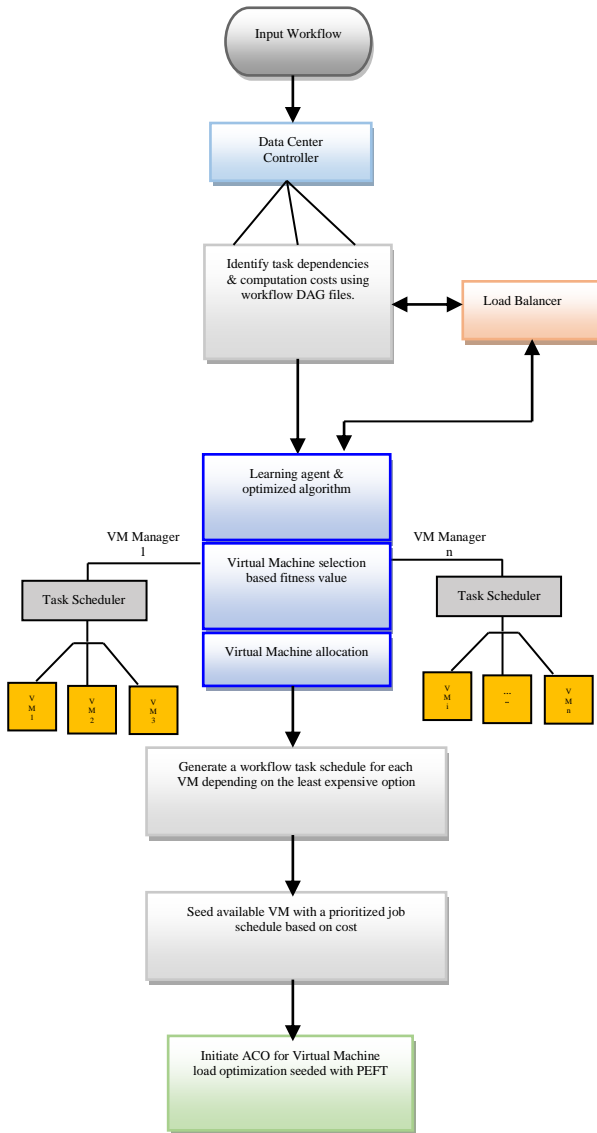 Input Workflow
Data Center
Controller
Identify task dependencies
& computation costs using
workflow DAG files.
Load Balancer
Learning agent &
optimized algorithm
VM Manager
1
VM Manager
n
Virtual Machine selection
based fitness value
Task Scheduler
Task Scheduler
Virtual Machine allocation
V
M
1
V
M
2
V
M
3
V
M
i
...
..
V
M
n
Generate a workflow task schedule for each
VM depending on the least expensive option
Seed available VM with a prioritized job
schedule based on cost
Initiate ACO for Virtual Machine
load optimization seeded with PEFT